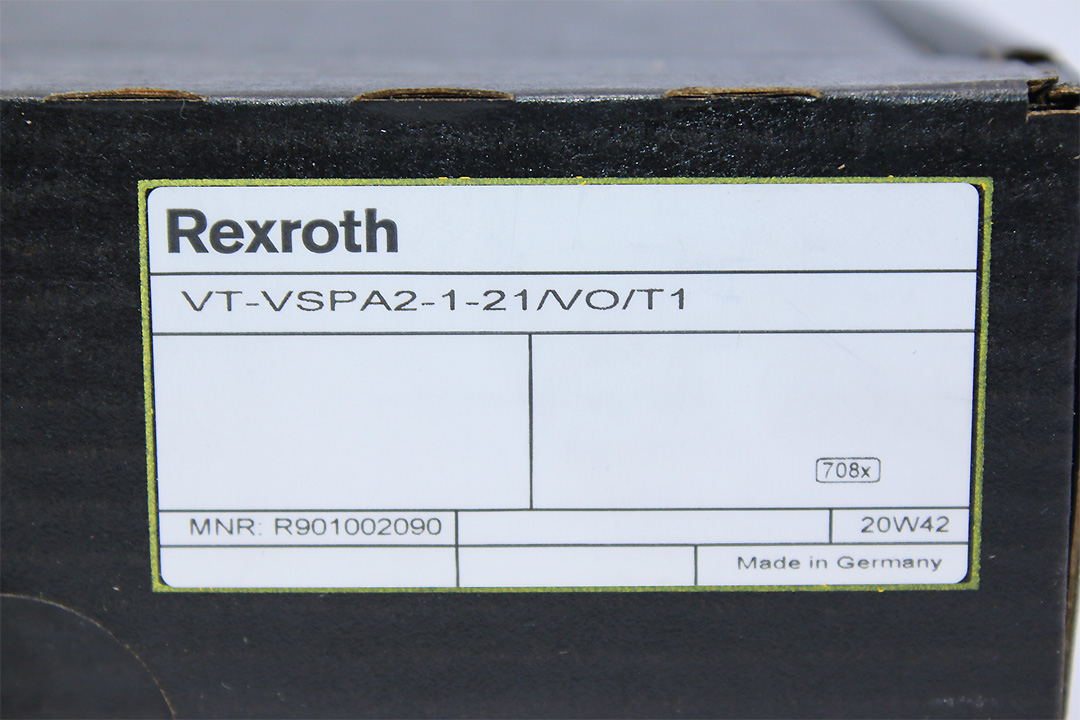 Rexroth
VT-VSPA2-1-21/VO/T1
708x
MNR: R901002090
20W42
Made in Germany